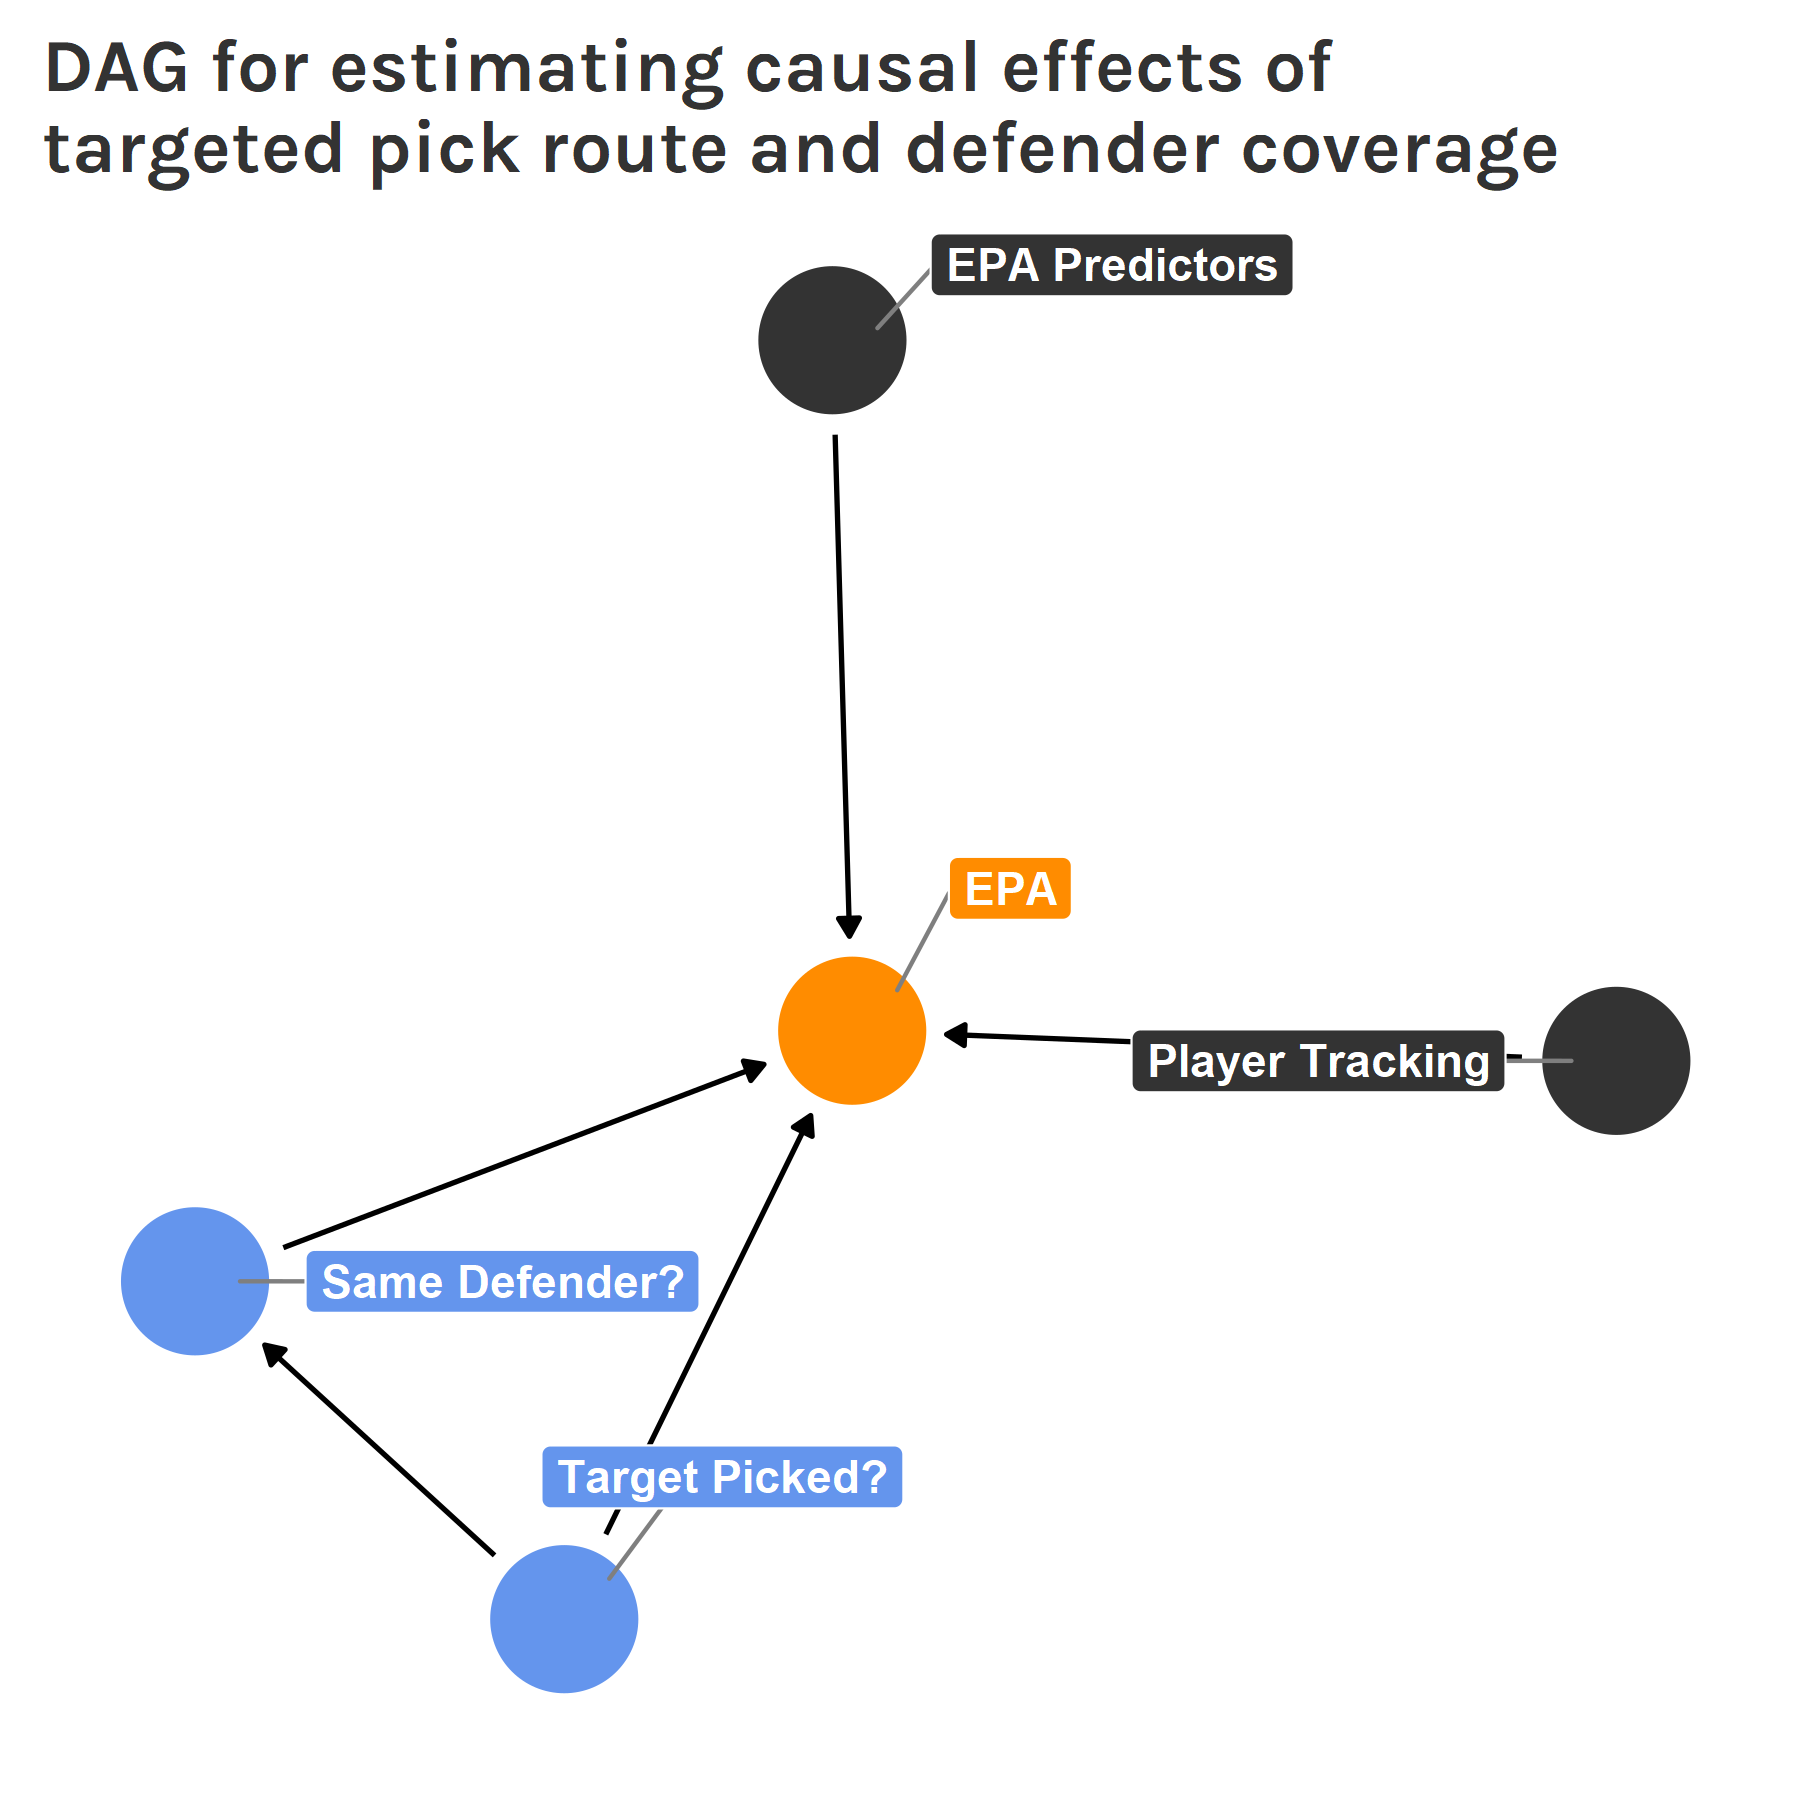 DAG for estimating causal effects of
targeted pick route and defender coverage
EPA Predictors
EPA
Player Tracking
Same Defender?
Target Picked?